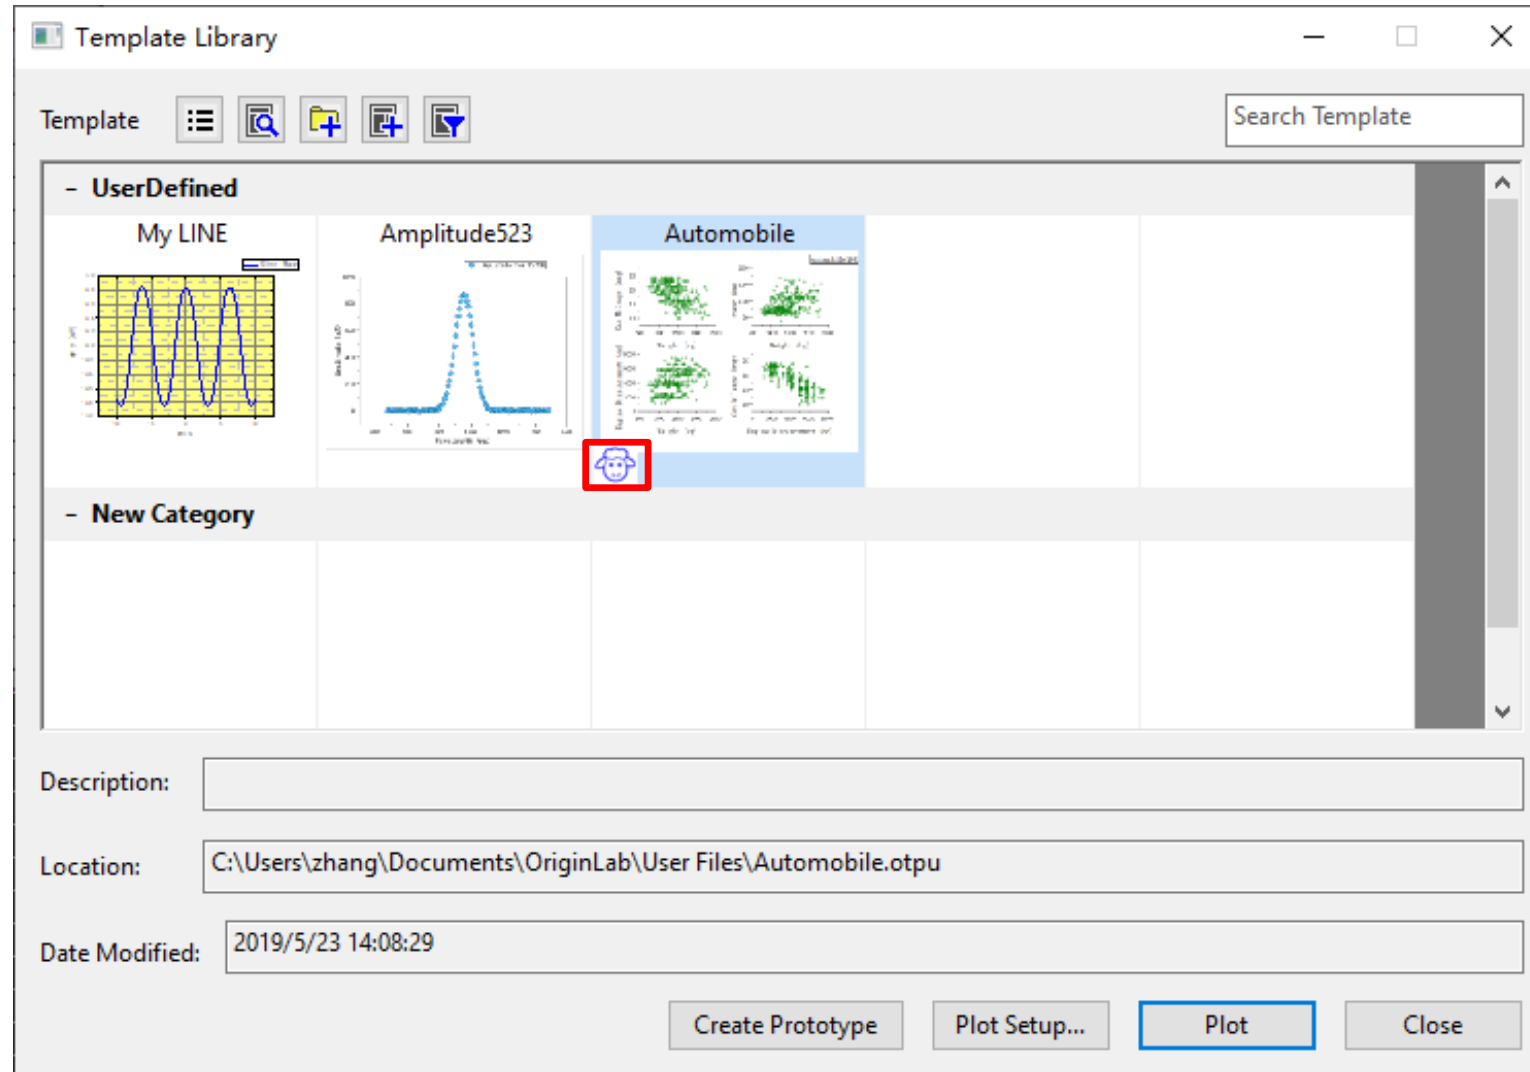 Template Library
Template
Search Template
- UserDefined
My LINE
Amplitude523
Automobile
- New Category
Description:
Location: C:\Users\zhang\Documents\OriginLab\User Files\Automobile.otpu
Date Modified: 2019/5/23 14:08:29
Create Prototype
Plot Setup...
Plot
Close